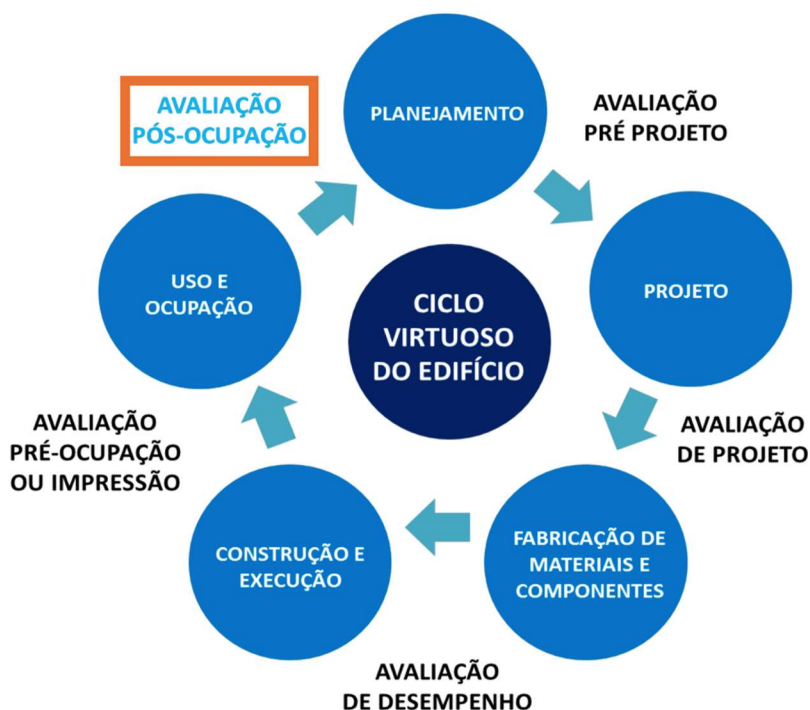 PLANEJAMENTO
AVALIAÇÃO
PRÉ PROJETO
PROJETO
AVALIAÇÃO
DE PROJETO
FABRICAÇÃO DE
MATERIAIS E
COMPONENTES
AVALIAÇÃO
DE DESEMPENHO
CONSTRUÇÃO E
EXECUÇÃO
AVALIAÇÃO
PRÉ-OCUPAÇÃO
OU IMPRESSÃO
USO E
OCUPAÇÃO
AVALIAÇÃO
PÓS-OCUPAÇÃO
CICLO
VIRTUOSO
DO EDIFÍCIO